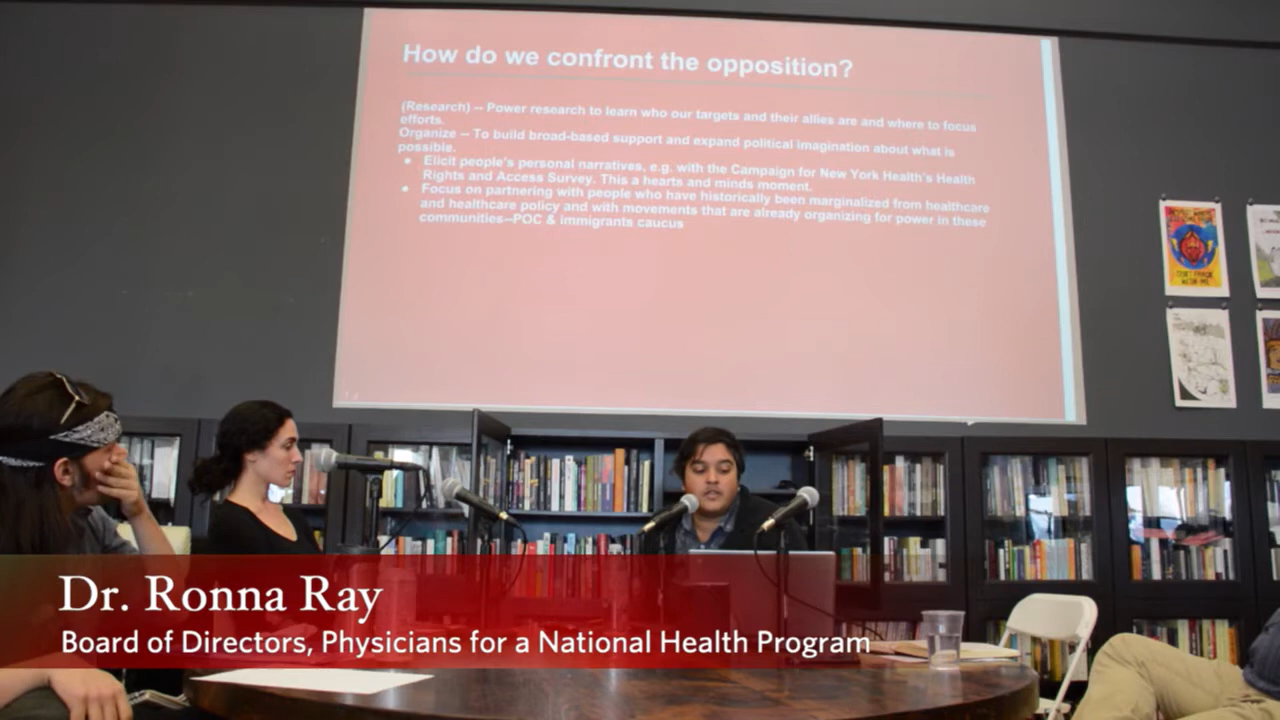 How do we confront the opposition?
(Research) -- Power research to learn who our targets and their allies are and where to focus
efforts.
Organize -- To build broad-based support and expand political imagination about what is
possible.
• Elicit people's personal narratives, e.g. with the Campaign for New York Health's Health
Rights and Access Survey. This a hearts and minds moment.
• Focus on partnering with people who have historically been marginalized from healthcare
and healthcare policy and with movements that are already organizing for power in these
communities--POC & immigrants caucus
Dr. Ronna Ray
Board of Directors, Physicians for a National Health Program